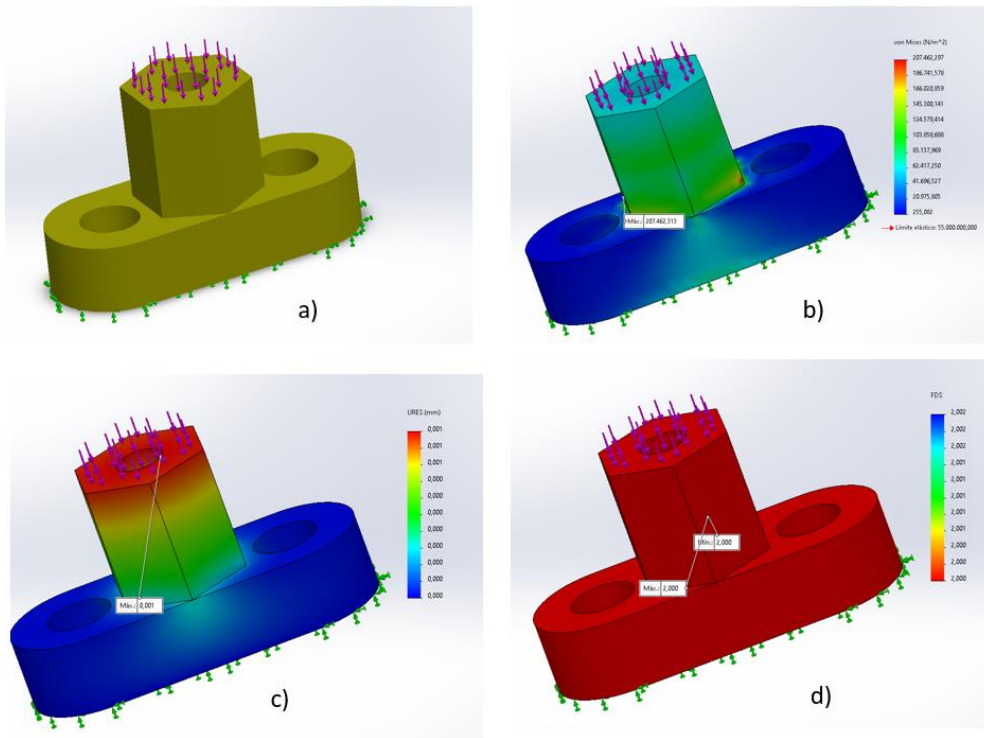 a)
von Mises (N/m^2)
207.462,297
186.741,578
166.020,859
145.300,141
124.579,414
103.858,688
83.137,969
62.417,250
41.696,527
20.975,805
255,082
Límite elástico: 55.000.000,000
Máx.: 207.462,313
b)
URES (mm)
0,001
0,001
0,001
0,000
0,000
0,000
0,000
0,000
0,000
0,000
Máx.: 0,001
c)
FDS
2,002
2,002
2,002
2,001
2,001
2,001
2,001
2,001
2,000
2,000
2,000
Mín.: 2,000
Máx.: 2,000
d)